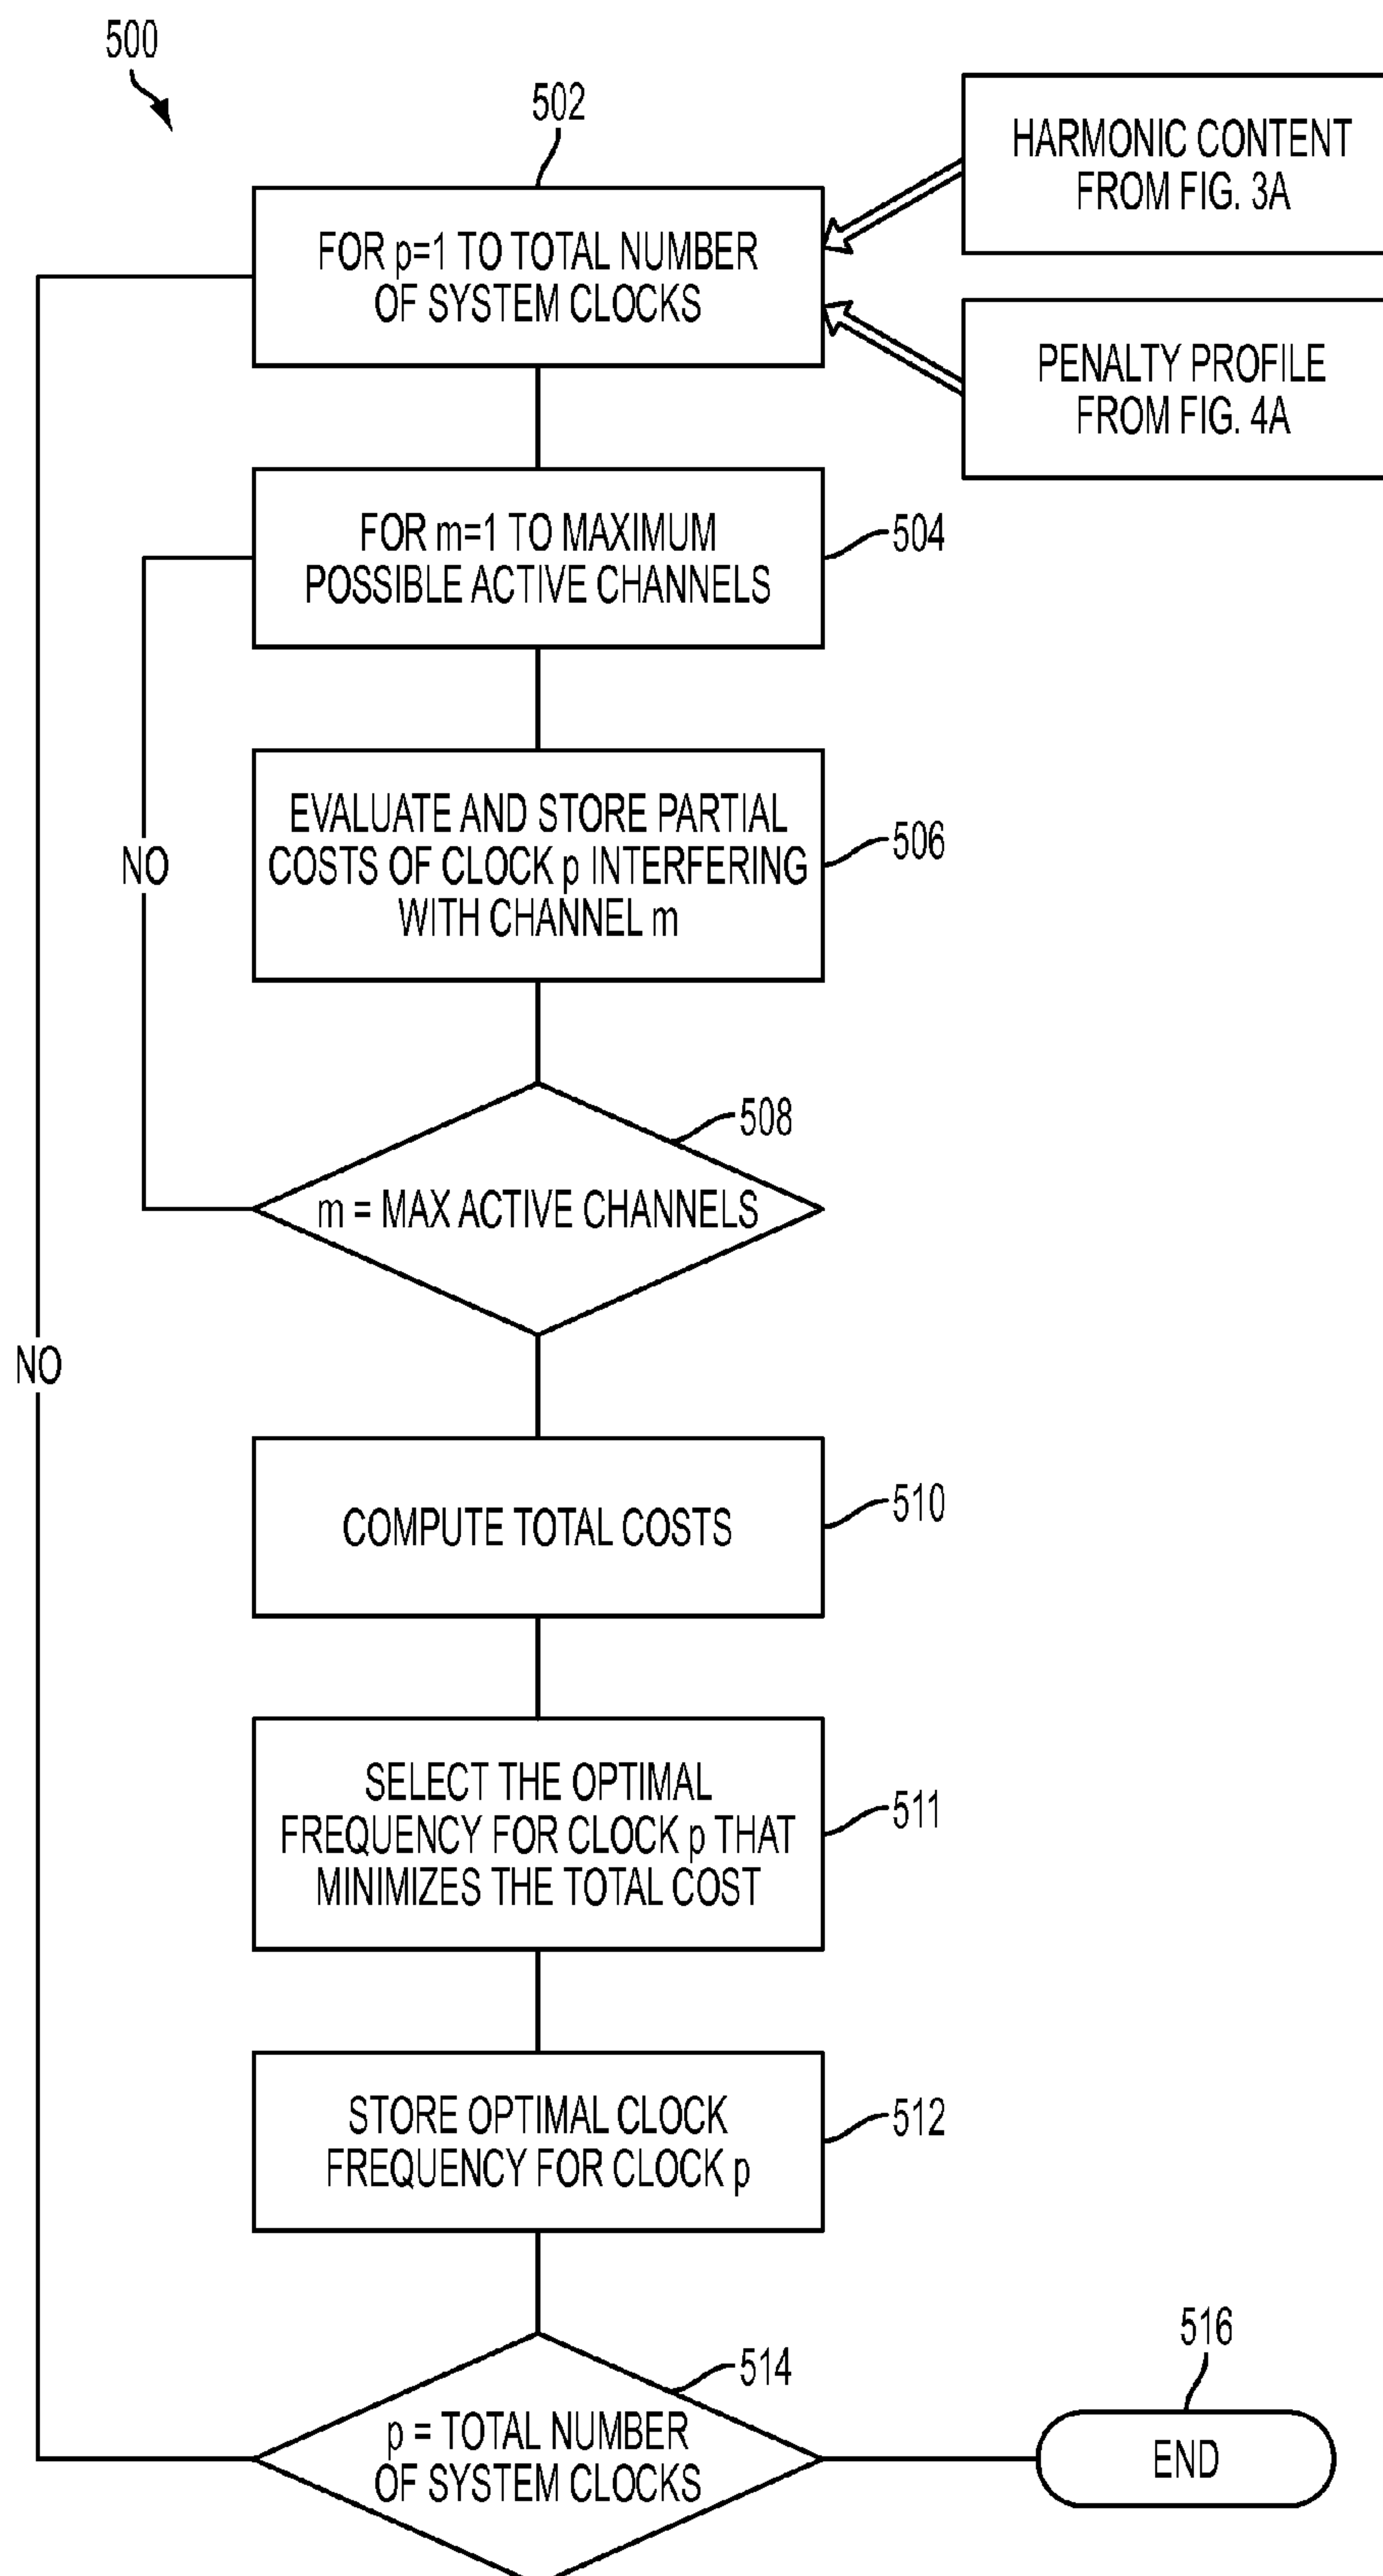 500
502
HARMONIC CONTENT
FROM FIG. 3A
FOR p=1 TO TOTAL NUMBER
OF SYSTEM CLOCKS
PENALTY PROFILE
FROM FIG. 4A
FOR m=1 TO MAXIMUM
POSSIBLE ACTIVE CHANNELS
504
EVALUATE AND STORE PARTIAL
COSTS OF CLOCK p INTERFERING
WITH CHANNEL m
506
NO
508
m = MAX ACTIVE CHANNELS
NO
COMPUTE TOTAL COSTS
510
SELECT THE OPTIMAL
FREQUENCY FOR CLOCK p THAT
MINIMIZES THE TOTAL COST
511
STORE OPTIMAL CLOCK
FREQUENCY FOR CLOCK p
512
514
p = TOTAL NUMBER
OF SYSTEM CLOCKS
516
END